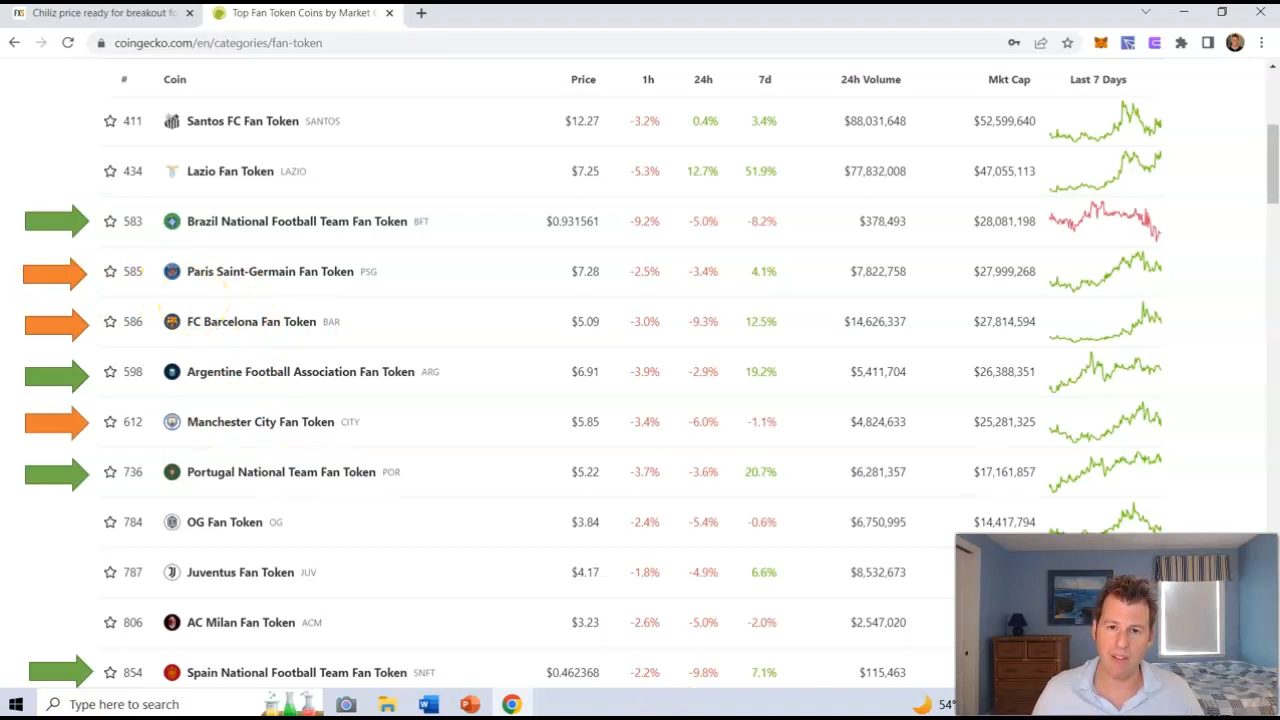 Chiliz price ready for breakout fo
Top Fan Token Coins by Market C
coingecko.com/en/categories/fan-token
# Coin Price 1h 24h 7d 24h Volume Mkt Cap Last 7 Days
411 Santos FC Fan Token SANTOS $12.27 -3.2% 0.4% 3.4% $88,031,648 $52,599,640
434 Lazio Fan Token LAZIO $7.25 -5.3% 12.7% 51.9% $77,832,008 $47,055,113
583 Brazil National Football Team Fan Token BFT $0.931561 -9.2% -5.0% -8.2% $378,493 $28,081,198
585 Paris Saint-Germain Fan Token PSG $7.28 -2.5% -3.4% 4.1% $7,822,758 $27,999,268
586 FC Barcelona Fan Token BAR $5.09 -3.0% -9.3% 12.5% $14,626,337 $27,814,594
598 Argentine Football Association Fan Token ARG $6.91 -3.9% -2.9% 19.2% $5,411,704 $26,388,351
612 Manchester City Fan Token CITY $5.85 -3.4% -6.0% -1.1% $4,824,633 $25,281,325
736 Portugal National Team Fan Token POR $5.22 -3.7% -3.6% 20.7% $6,281,357 $17,161,857
784 OG Fan Token OG $3.84 -2.4% -5.4% -0.6% $6,750,995 $14,417,794
787 Juventus Fan Token JUV $4.17 -1.8% -4.9% 6.6% $8,532,673
806 AC Milan Fan Token ACM $3.23 -2.6% -5.0% -2.0% $2,547,020
854 Spain National Football Team Fan Token SNFT $0.462368 -2.2% -9.8% 7.1% $115,463
Type here to search 54°